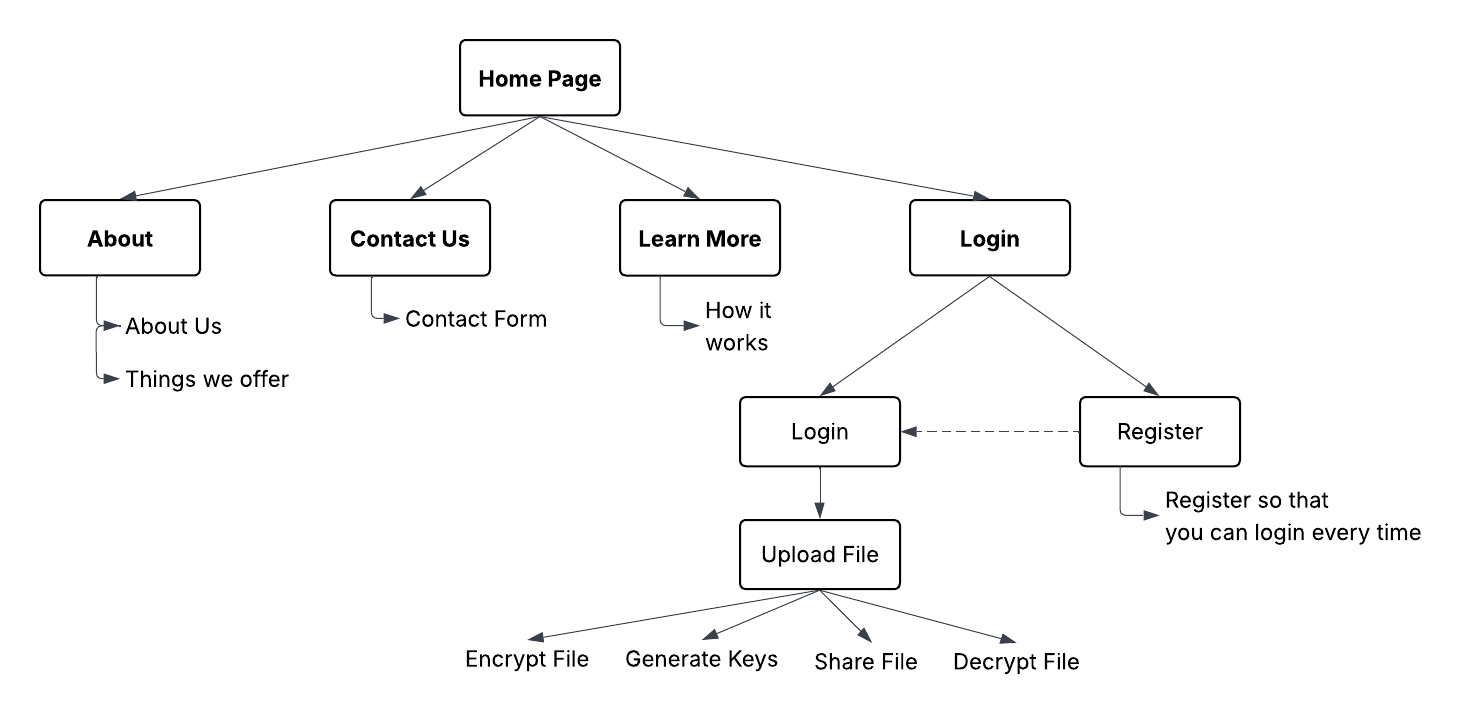 Home Page
About
Contact Us
Learn More
Login
About Us
Things we offer
Contact Form
How it
works
Login
Register
Register so that
you can login every time
Upload File
Encrypt File
Generate Keys
Share File
Decrypt File